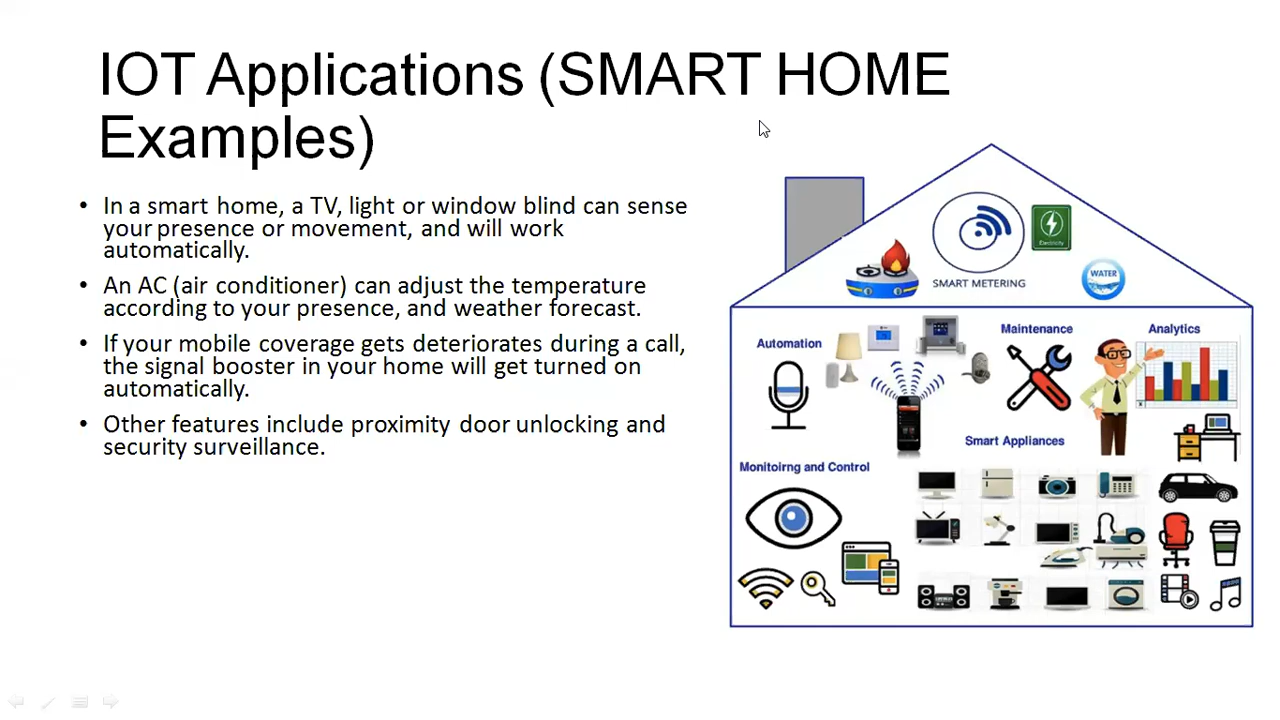 IOT Applications (SMART HOME
Examples)
• In a smart home, a TV, light or window blind can sense
your presence or movement, and will work
automatically.
• An AC (air conditioner) can adjust the temperature
according to your presence, and weather forecast.
• If your mobile coverage gets deteriorates during a call,
the signal booster in your home will get turned on
automatically.
• Other features include proximity door unlocking and
security surveillance.
Electricity
WATER
SMART METERING
Automation
Maintenance
Analytics
Smart Appliances
Monitoirng and Control